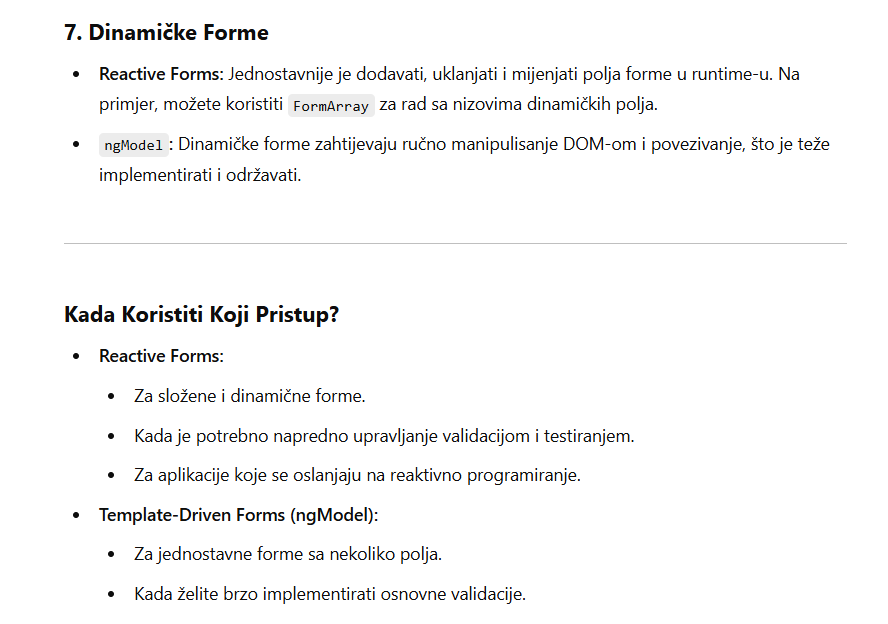 7. Dinamičke Forme
Reactive Forms: Jednostavnije je dodavati, uklanjati i mijenjati polja forme u runtime-u. Na
primjer, možete koristiti FormArray za rad sa nizovima dinamičkih polja.
ngModel: Dinamičke forme zahtijevaju ručno manipulisanje DOM-om i povezivanje, što je teže
implementirati i održavati.
Kada Koristiti Koji Pristup?
Reactive Forms:
Za složene i dinamične forme.
Kada je potrebno napredno upravljanje validacijom i testiranjem.
Za aplikacije koje se oslanjaju na reaktivno programiranje.
Template-Driven Forms (ngModel):
Za jednostavne forme sa nekoliko polja.
Kada želite brzo implementirati osnovne validacije.